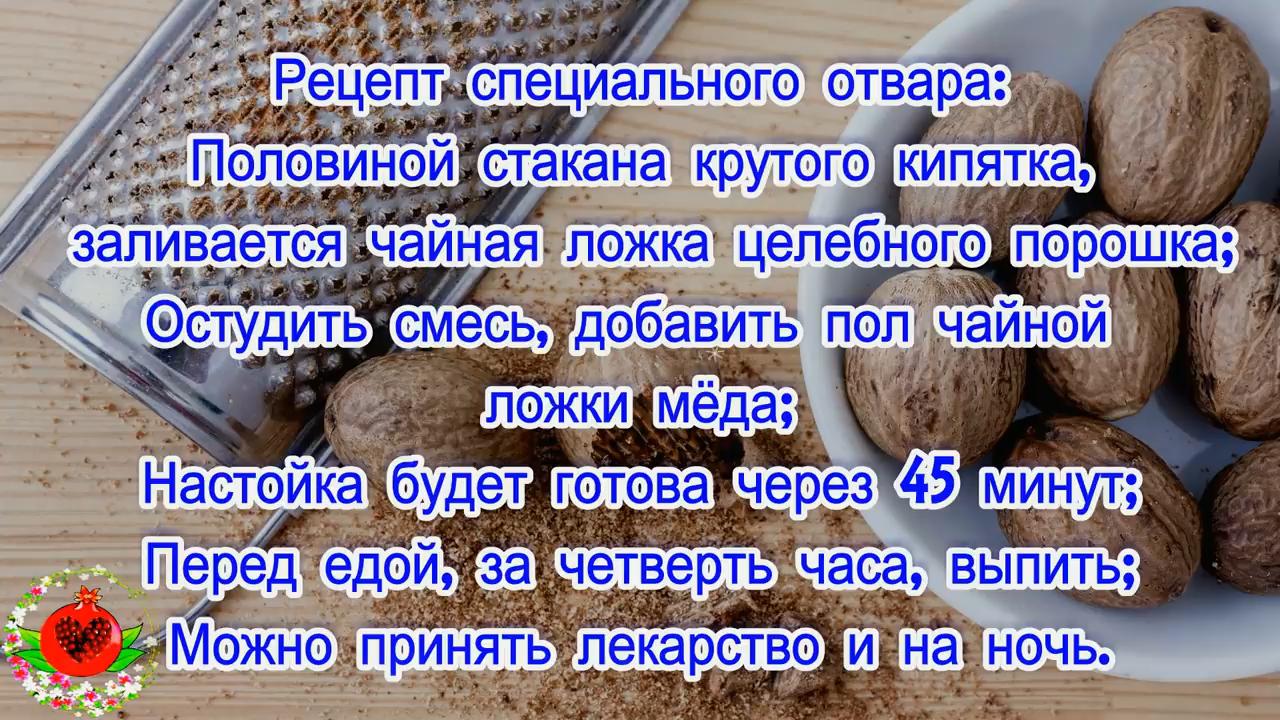 Рецепт специального отвара:
Половиной стакана крутого кипятка,
заливается чайная ложка целебного порошка;
Остудить смесь, добавить пол чайной
ложки мёда;
Настойка будет готова через 45 минут;
Перед едой, за четверть часа, выпить;
Можно принять лекарство и на ночь.